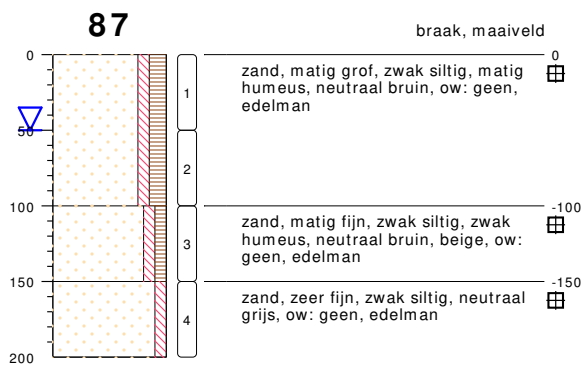 87
braak, maaiveld
0
50
100
150
200
1
2
3
4
0
zand, matig grof, zwak siltig, matig
humeus, neutraal bruin, ow: geen,
edelman
-100
zand, matig fijn, zwak siltig, zwak
humeus, neutraal bruin, beige, ow:
geen, edelman
-150
zand, zeer fijn, zwak siltig, neutraal
grijs, ow: geen, edelman